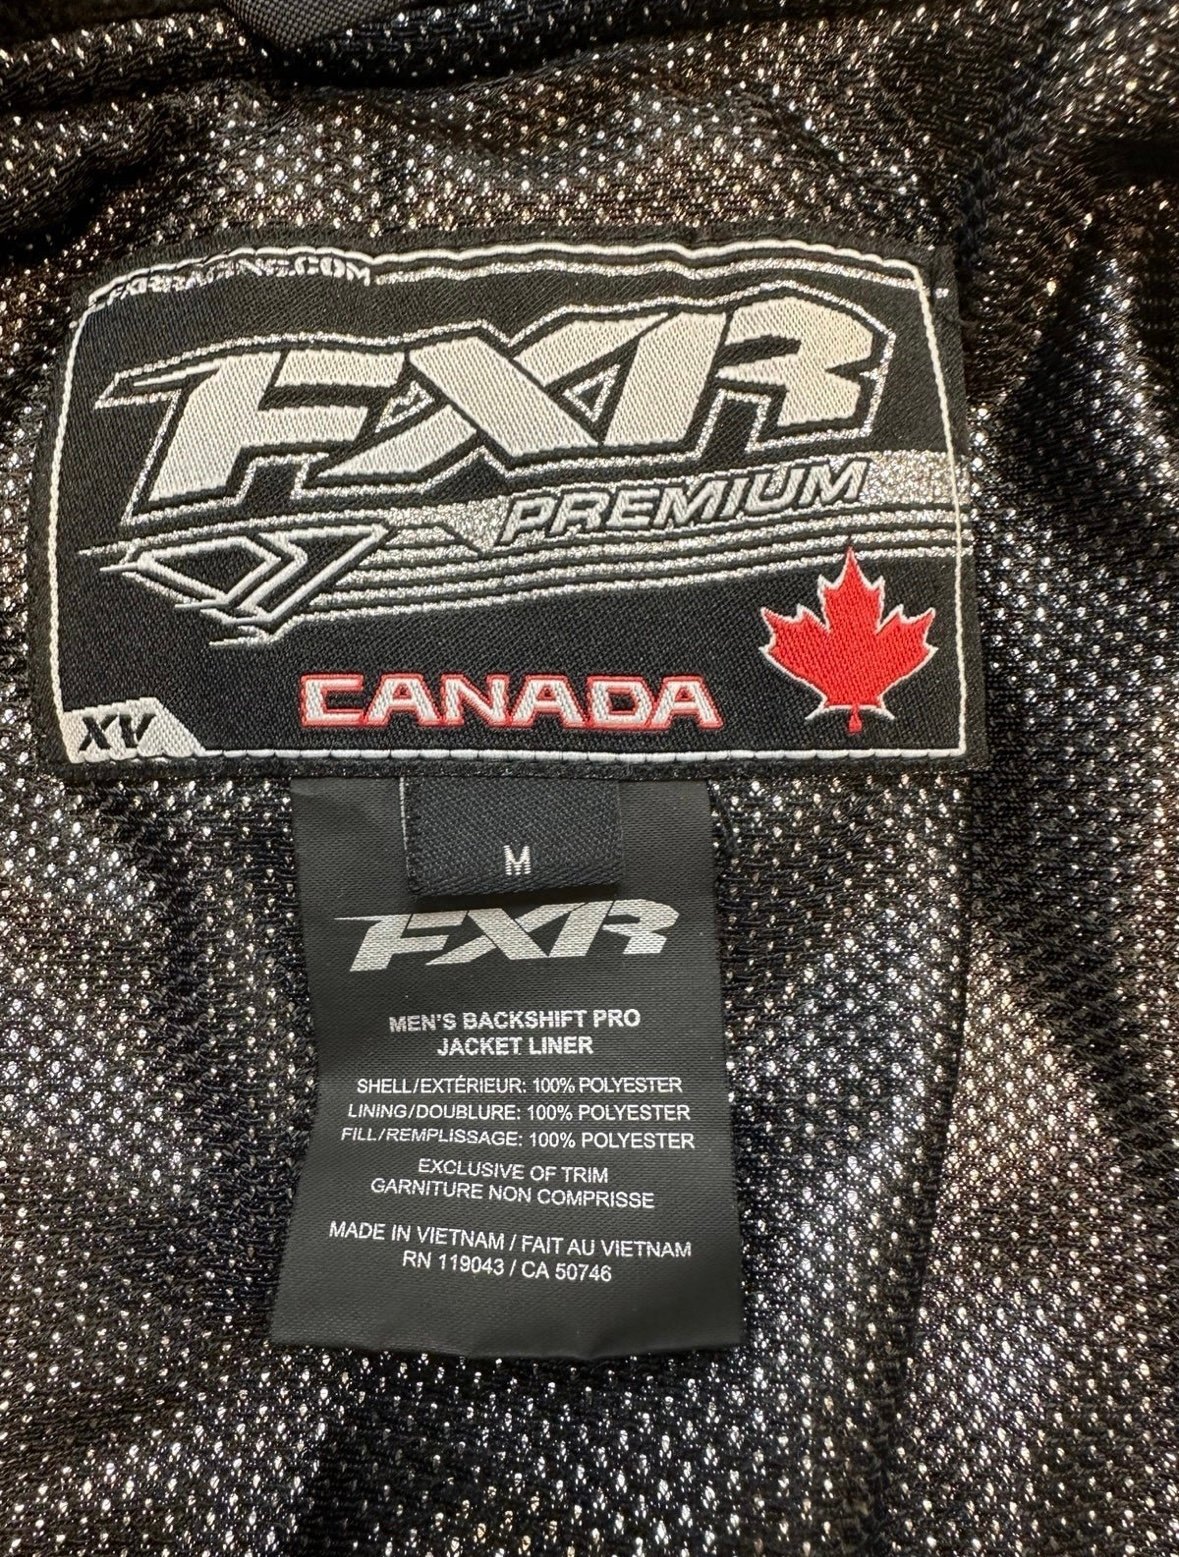 FXRRACING.COM
FXR
PREMIUM
CANADA
XV
M
FXR
MEN'S BACKSHIFT PRO
JACKET LINER
SHELL/EXTÉRIEUR: 100% POLYESTER
LINING/DOUBLURE: 100% POLYESTER
FILL/REMPLISSAGE: 100% POLYESTER
EXCLUSIVE OF TRIM
GARNITURE NON COMPRISSE
MADE IN VIETNAM / FAIT AU VIETNAM
RN 119043 / CA 50746